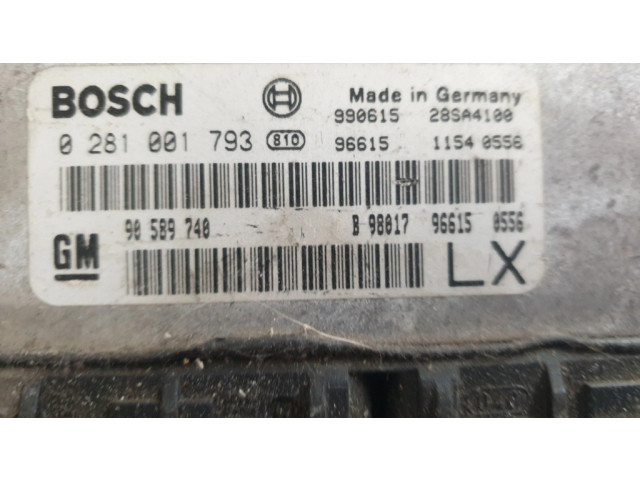 BOSCH Made in Germany
990615 28SA4100
0 281 001 793 810 96615 1154 0556
90 589 740 B 98017 96615 0556
GM LX